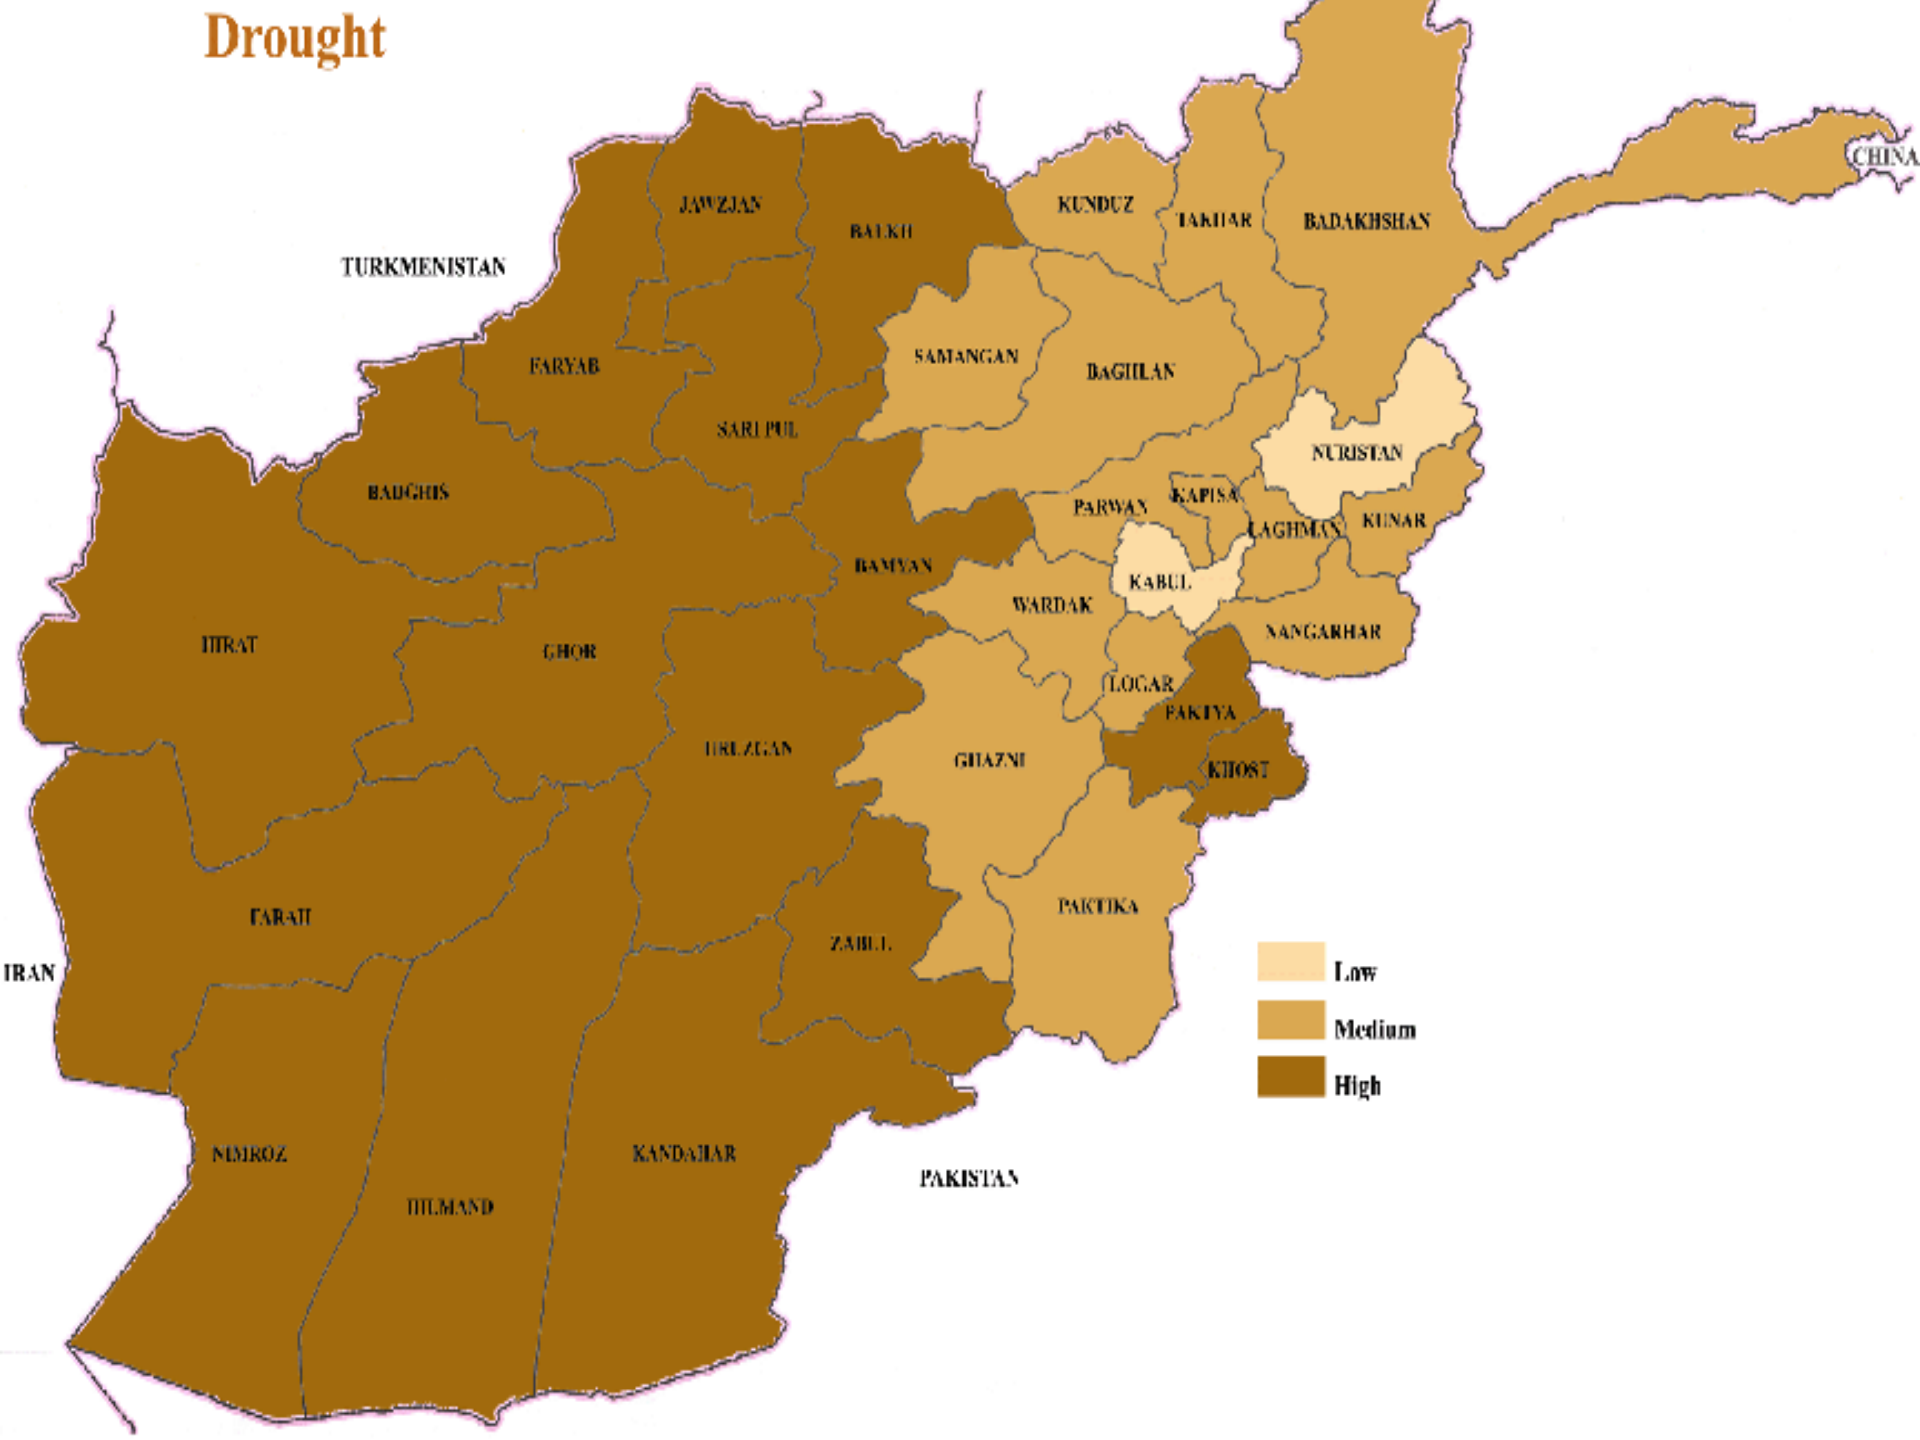 Drought
CHINA
JAWZJAN
KUNDUZ
TAKHAR
BADAKHSHAN
BALKH
TURKMENISTAN
SAMANGAN
FARYAB
BAGHLAN
SARI PUL
NURISTAN
BADGHIS
KAPISA
PARWAN
KUNAR
LAGHMAN
BAMYAN
KABUL
WARDAK
NANGARHAR
HIRAT
GHOR
LOGAR
PAKTYA
URUZGAN
GHAZNI
KHOST
PAKTIKA
FARAH
ZABUL
IRAN
Low
Medium
High
NIMROZ
KANDAHAR
PAKISTAN
HILMAND